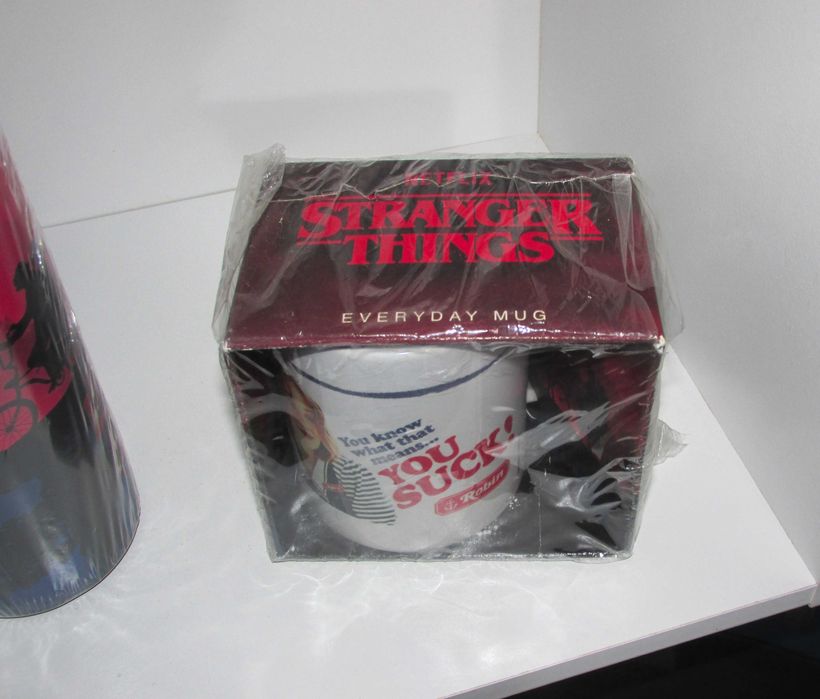 NETFLIX
STRANGER
THINGS
EVERYDAY MUG
You know
what that
means...
YOU
SUCK!
Robin